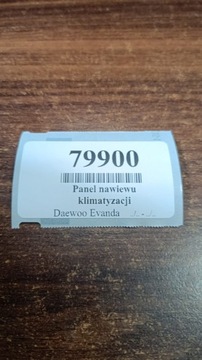 79900
Panel nawiewu
klimatyzacji
Daewoo Evanda